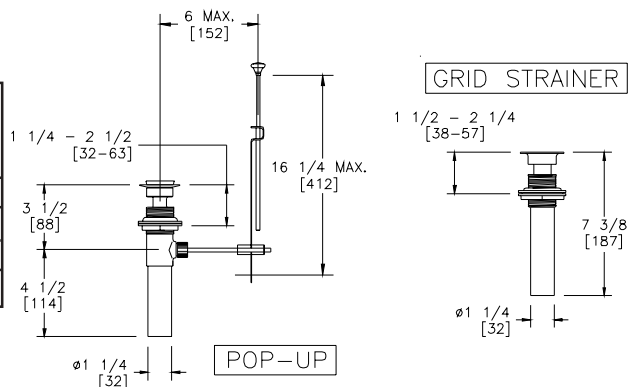 6 MAX.
[152]
GRID STRAINER
1 1/4 - 2 1/2
[32-63]
1 1/2 - 2 1/4
[38-57]
16 1/4 MAX.
[412]
3 1/2
[88]
7 3/8
[187]
4 1/2
[114]
ø1 1/4
[32]
ø1 1/4
[32]
POP-UP